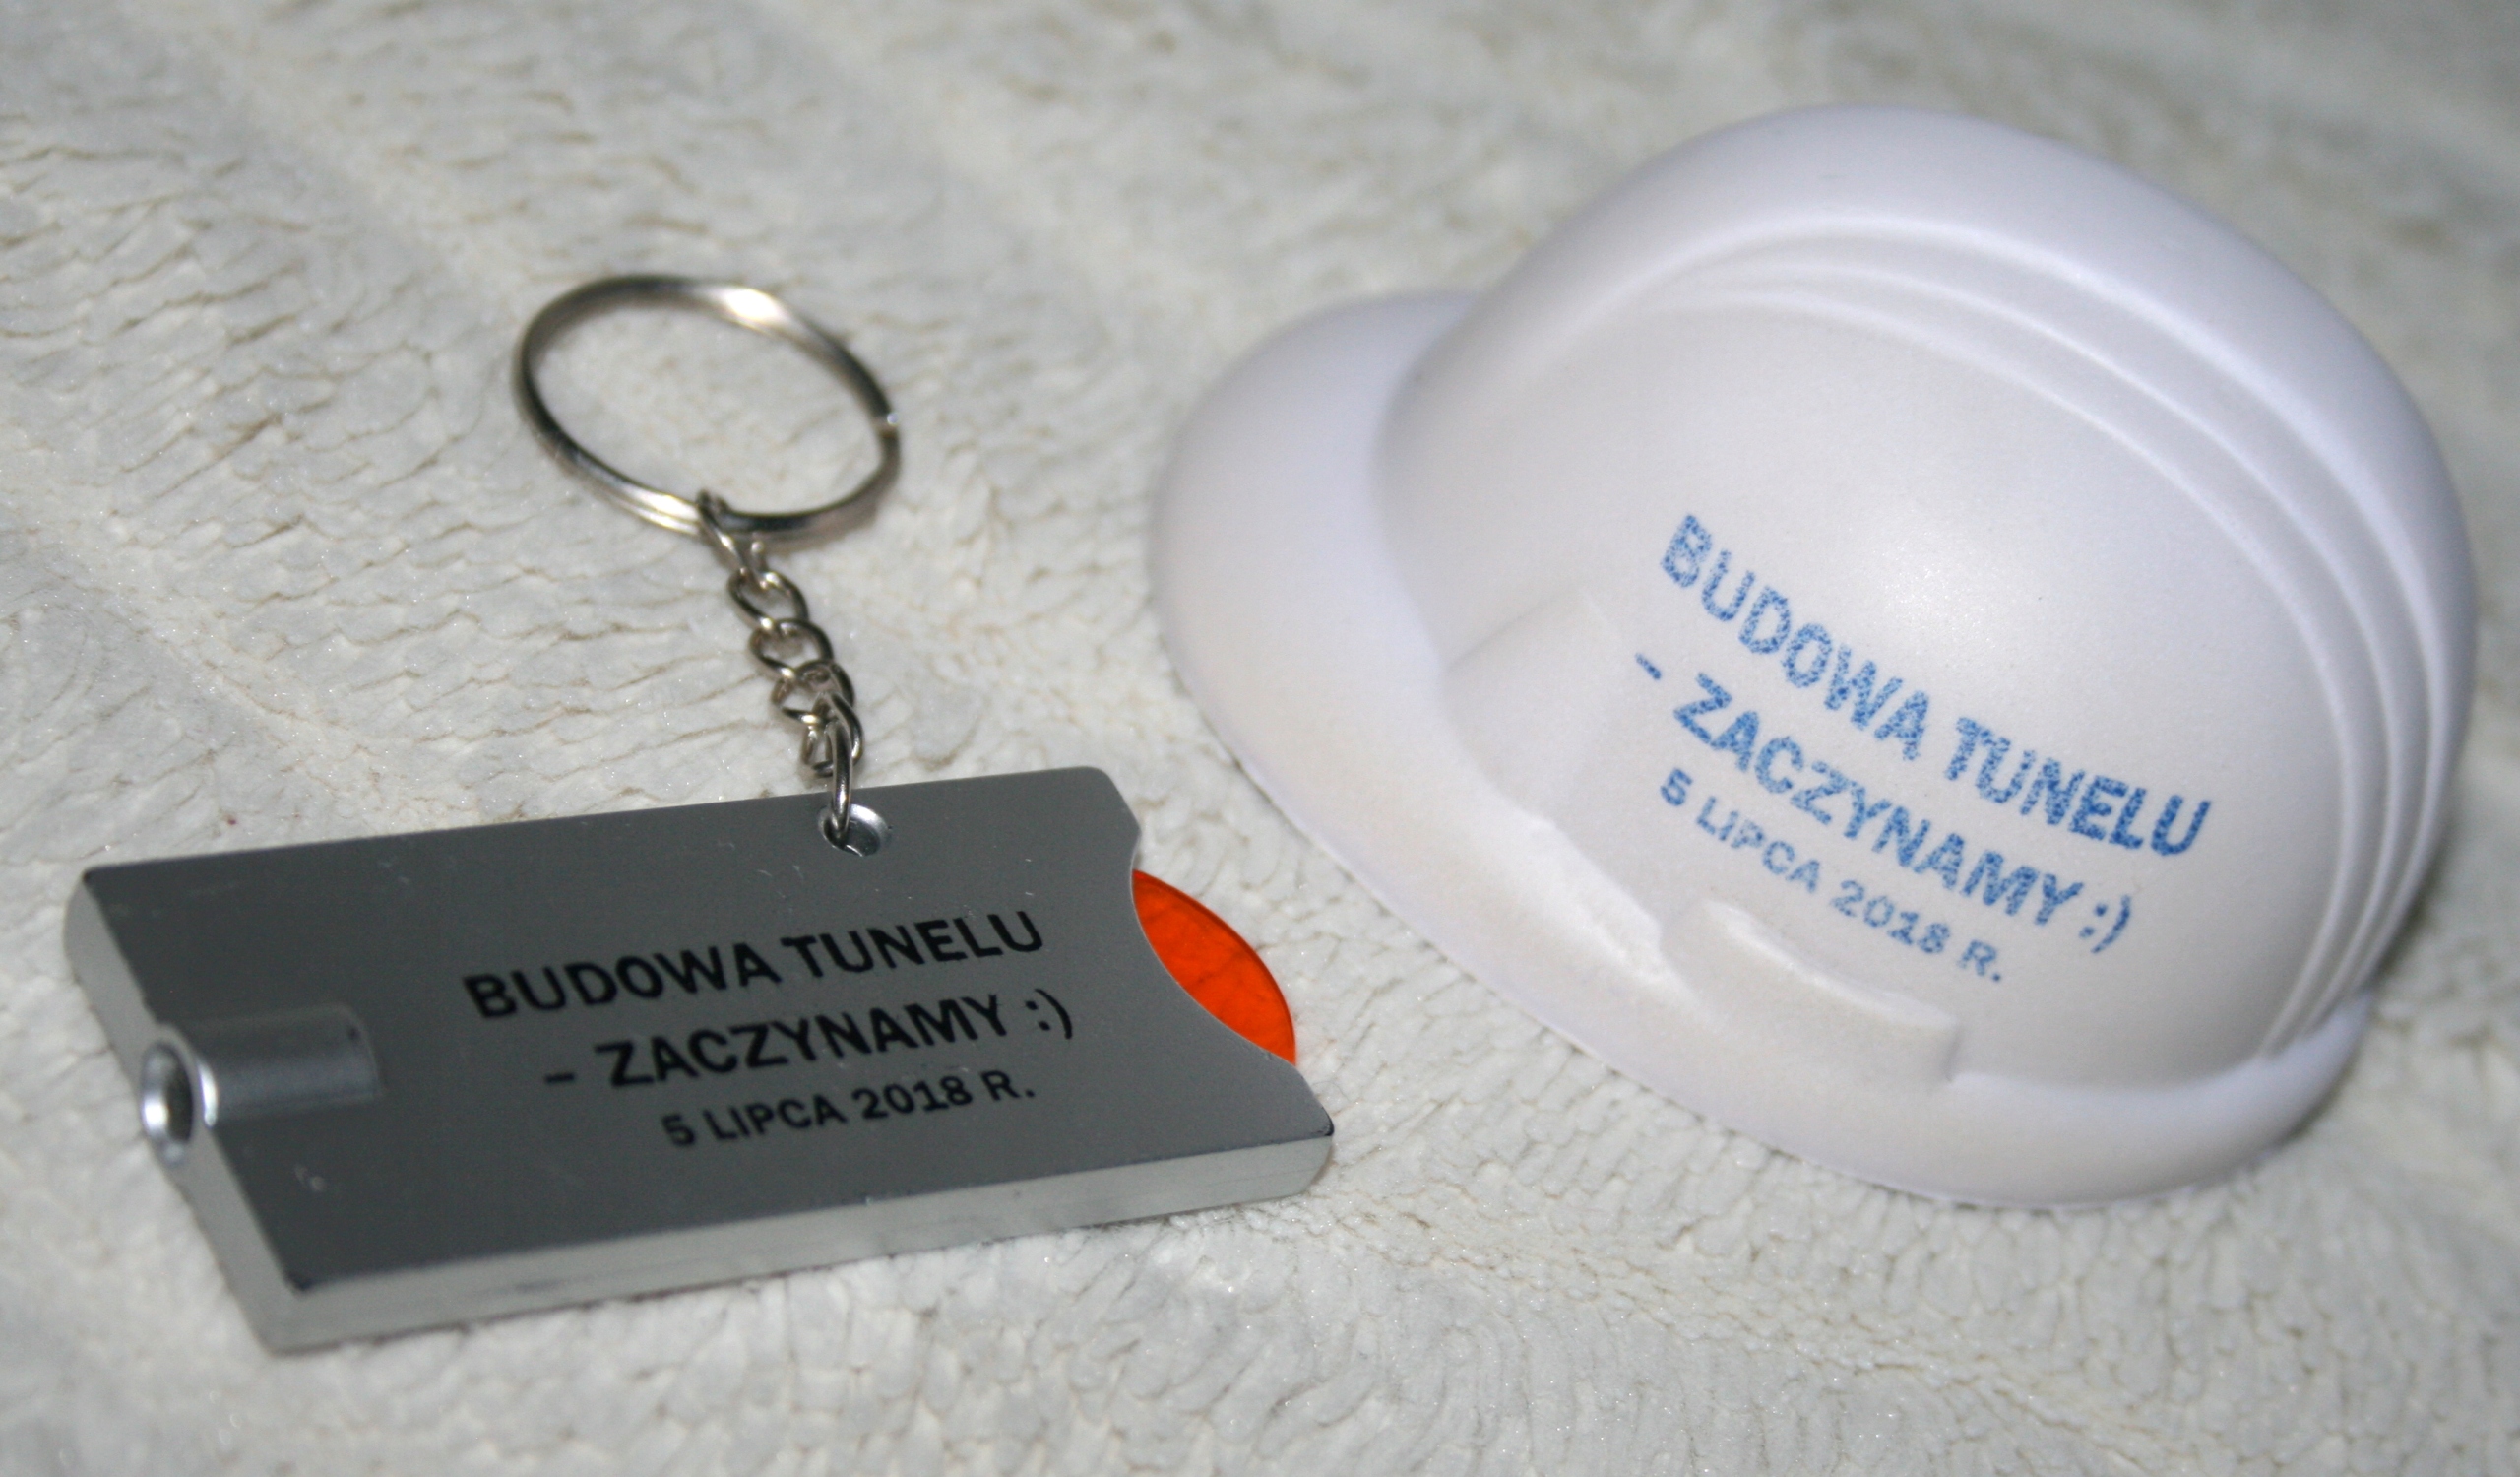 BUDOWA TUNELU
– ZACZYNAMY :)
5 LIPCA 2018 R.
BUDOWA TUNELU
- ZACZYNAMY :)
5 LIPCA 2018 R.